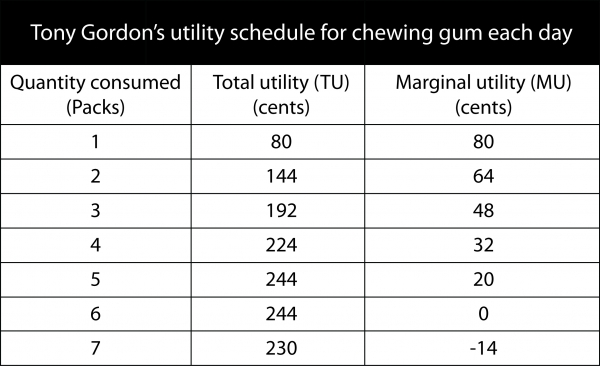 Tony Gordon's utility schedule for chewing gum each day
Quantity consumed (Packs) Total utility (TU) (cents) Marginal utility (MU) (cents)
1 80 80
2 144 64
3 192 48
4 224 32
5 244 20
6 244 0
7 230 -14